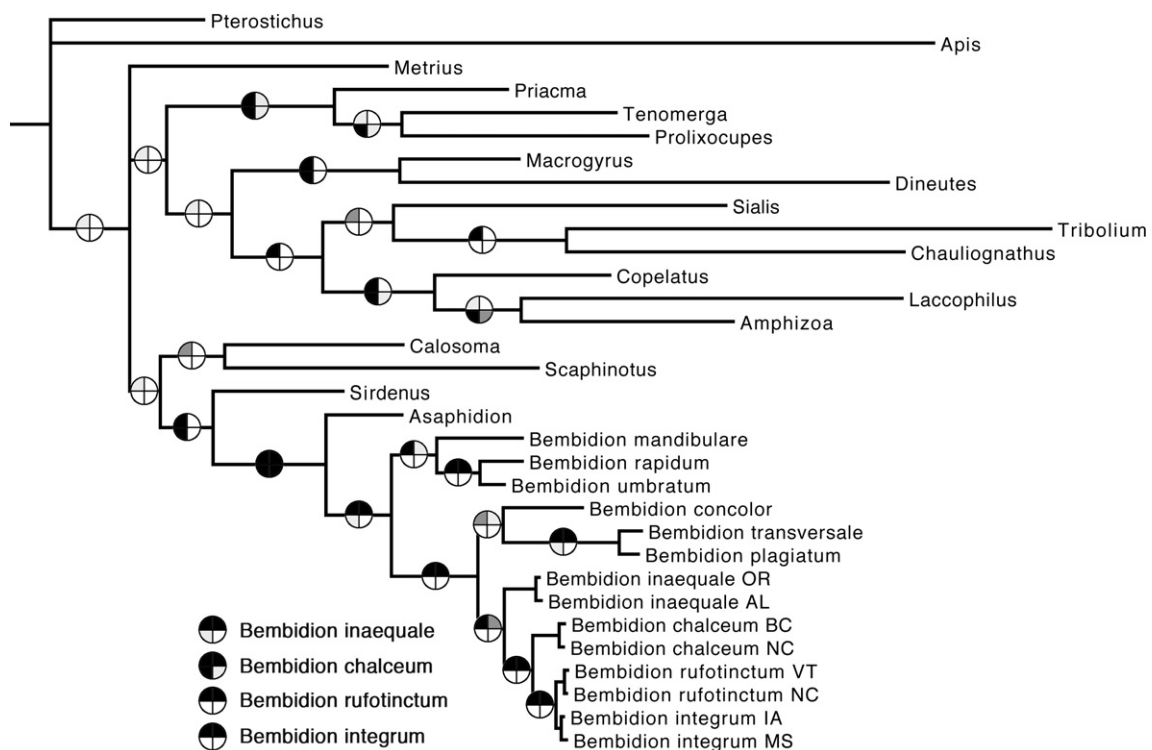 Pterostichus
Apis
Metrius
Priacma
Tenomerga
Prolixocupes
Macrogyrus
Dineutes
Sialis
Tribolium
Chauliognathus
Copelatus
Laccophilus
Amphizoa
Calosoma
Scaphinotus
Sirdenus
Asaphidion
Bembidion mandibulare
Bembidion rapidum
Bembidion umbratum
Bembidion concolor
Bembidion transversale
Bembidion plagiatum
Bembidion inaequale OR
Bembidion inaequale AL
Bembidion chalceum BC
Bembidion chalceum NC
Bembidion rufotinctum VT
Bembidion rufotinctum NC
Bembidion integrum IA
Bembidion integrum MS
Bembidion inaequale
Bembidion chalceum
Bembidion rufotinctum
Bembidion integrum